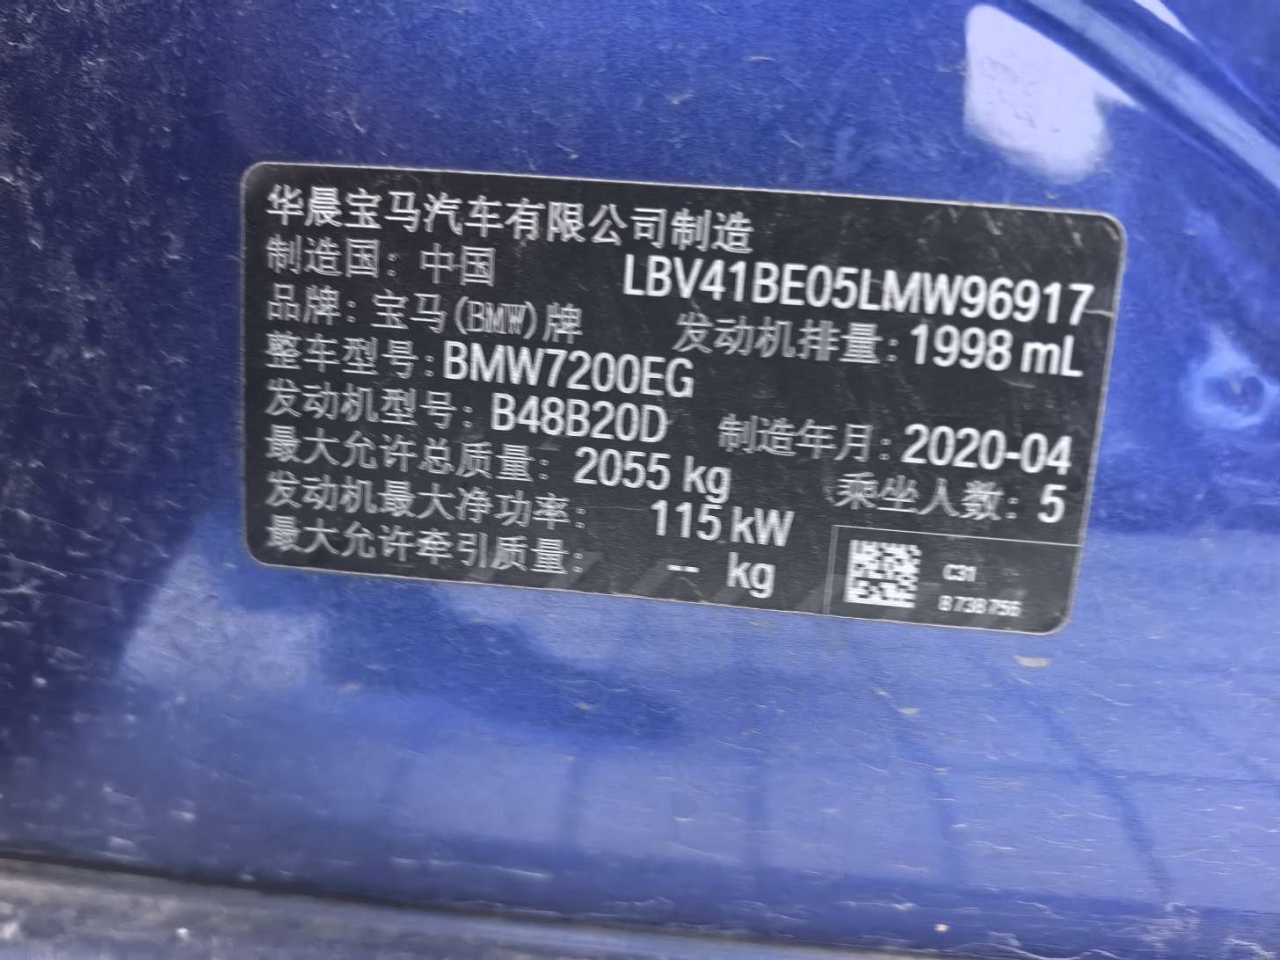 华晨宝马汽车有限公司制造
制造国: 中国 LBV41BE05LMW96917
品牌: 宝马(BMW)牌 发动机排量: 1998 mL
整车型号: BMW7200EG
发动机型号: B48B20D 制造年月: 2020-04
最大允许总质量: 2055 kg 乘坐人数: 5
发动机最大净功率: 115 kW
最大允许牵引质量: -- kg
C31
8738756